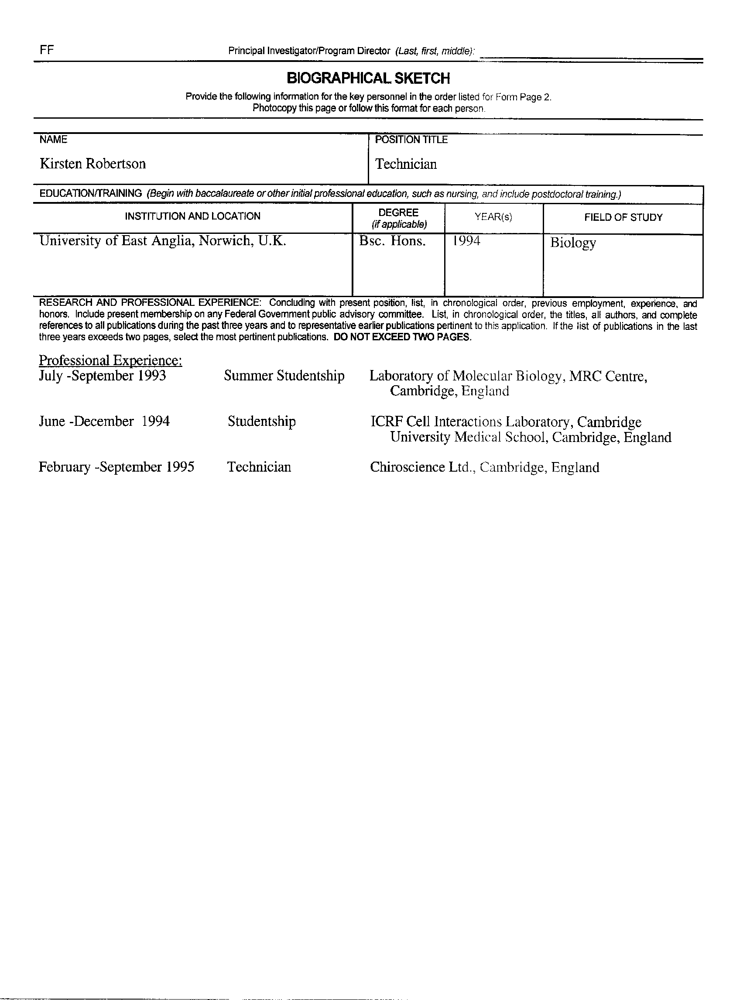 FF
Principal Investigator/Program Director (Last, first, middle):
BIOGRAPHICAL SKETCH
Provide the following information for the key personnel in the order listed for Form Page 2.
Photocopy this page or follow this format for each person.
NAME
POSITION TITLE
Kirsten Robertson
Technician
EDUCATION/TRAINING (Begin with baccalaureate or other initial professional education, such as nursing, and include postdoctoral training.)
INSTITUTION AND LOCATION
DEGREE
(if applicable)
YEAR(s)
FIELD OF STUDY
University of East Anglia, Norwich, U.K.
Bsc. Hons.
1994
Biology
RESEARCH AND PROFESSIONAL EXPERIENCE: Concluding with present position, list, in chronological order, previous employment, experience, and
honors. Include present membership on any Federal Government public advisory committee. List, in chronological order, the titles, all authors, and complete
references to all publications during the past three years and to representative earlier publications pertinent to this application. If the list of publications in the last
three years exceeds two pages, select the most pertinent publications. DO NOT EXCEED TWO PAGES.
Professional Experience:
July -September 1993 Summer Studentship Laboratory of Molecular Biology, MRC Centre,
Cambridge, England
June -December 1994 Studentship ICRF Cell Interactions Laboratory, Cambridge
University Medical School, Cambridge, England
February -September 1995 Technician Chiroscience Ltd., Cambridge, England